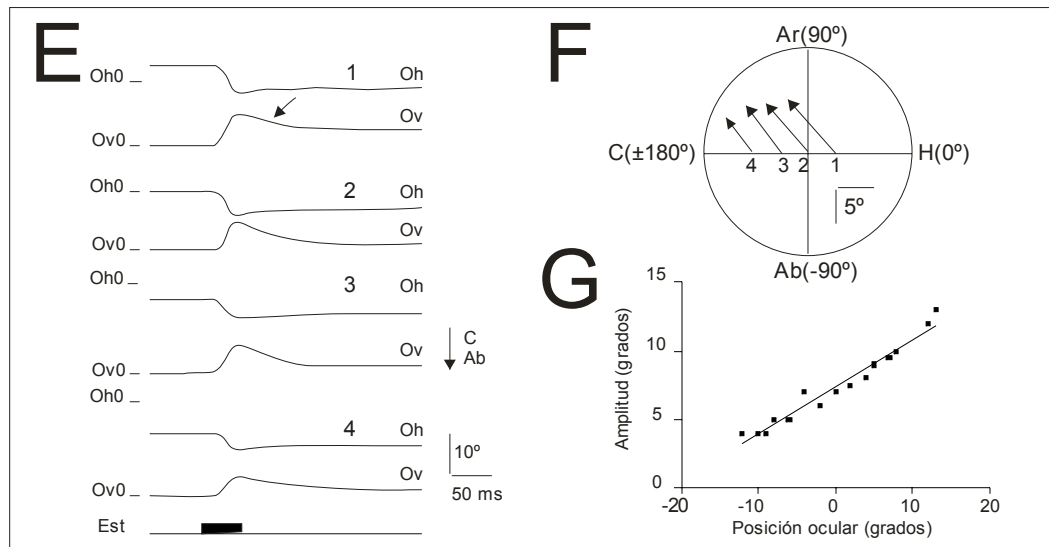 E
Oh0 _ 1 Oh
Ov0 _ Ov
Oh0 _ 2 Oh
Ov0 _ Ov
Oh0 _ 3 Oh
Ov0 _ Ov
C
Ab
Oh0 _
4 Oh
10º
Ov0 _ Ov
50 ms
Est
F
Ar(90º)
C(±180º) H(0º)
4 3 2 1
5º
Ab(-90º)
G
Amplitud (grados)
15
10
5
0
-20 -10 0 10 20
Posición ocular (grados)